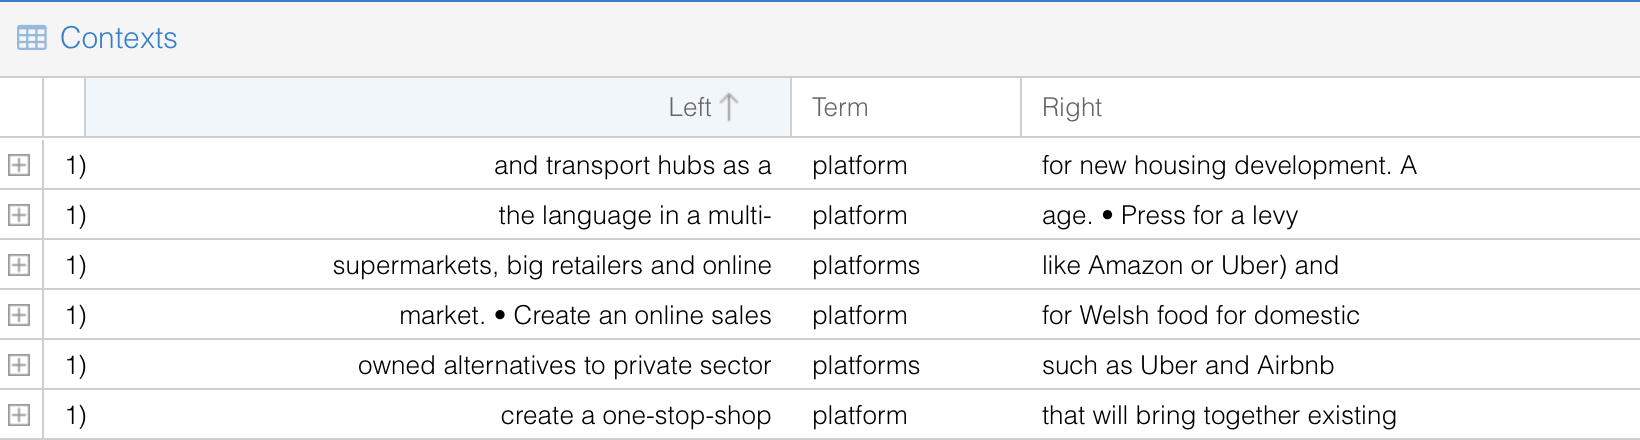 Contexts
Left Term Right
1) and transport hubs as a platform for new housing development. A
1) the language in a multi- platform age. • Press for a levy
1) supermarkets, big retailers and online platforms like Amazon or Uber) and
1) market. • Create an online sales platform for Welsh food for domestic
1) owned alternatives to private sector platforms such as Uber and Airbnb
1) create a one-stop-shop platform that will bring together existing